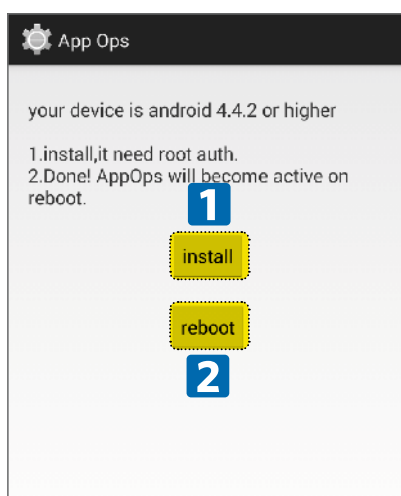 App Ops
your device is android 4.4.2 or higher
1.install,it need root auth.
2.Done! AppOps will become active on
reboot.
1
install
reboot
2